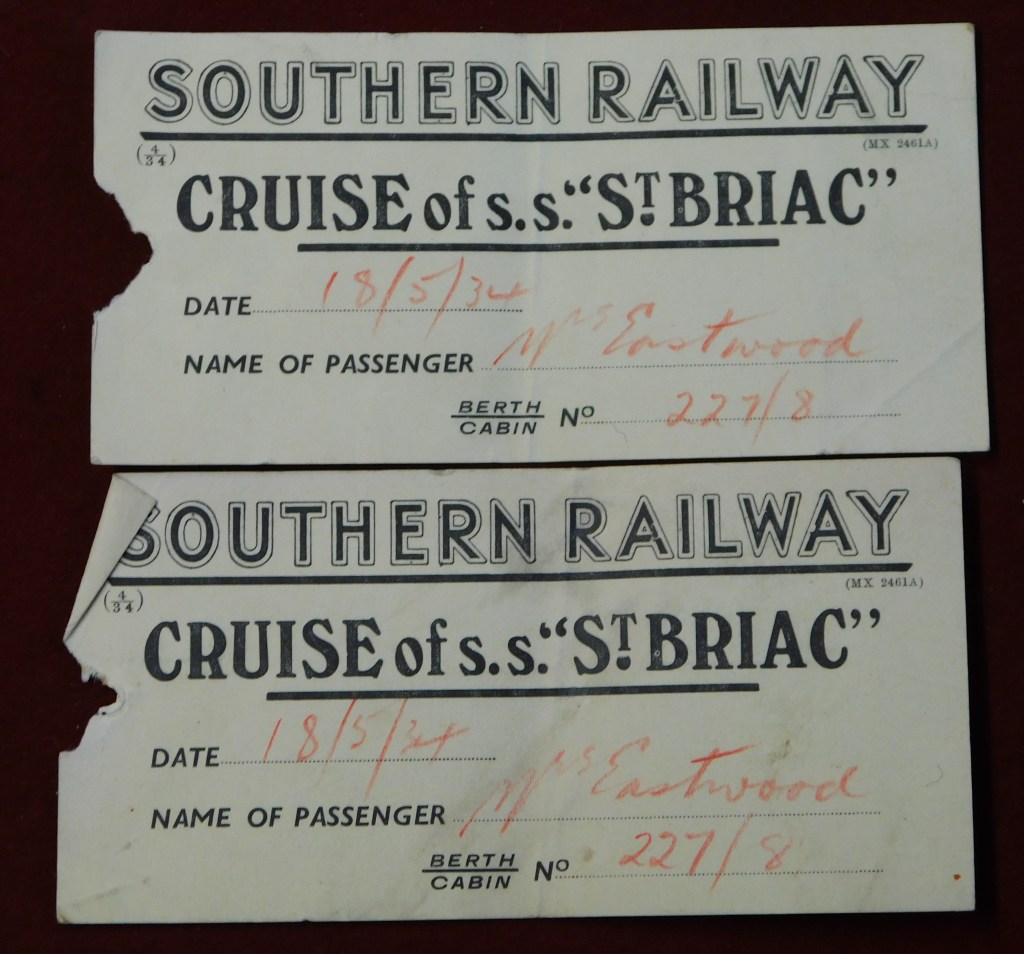 SOUTHERN RAILWAY
(4/34) (MX 2461A)
CRUISE of s.s. "ST. BRIAC"
DATE 18/5/34
NAME OF PASSENGER Mrs Eastwood
BERTH/CABIN No 227/8
SOUTHERN RAILWAY
(4/34) (MX 2461A)
CRUISE of s.s. "ST. BRIAC"
DATE 18/5/34
NAME OF PASSENGER Mrs Eastwood
BERTH/CABIN No 227/8